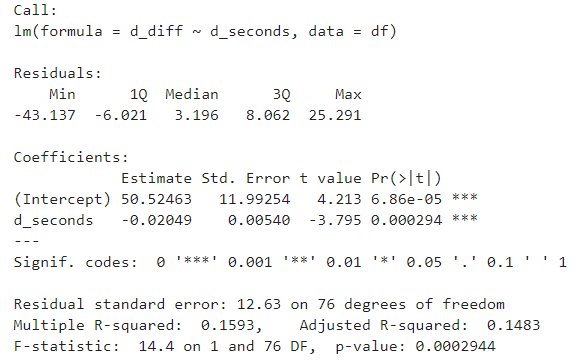 Call:
lm(formula = d_diff ~ d_seconds, data = df)
Residuals:
    Min      1Q  Median      3Q     Max
-43.137  -6.021   3.196   8.062  25.291
Coefficients:
            Estimate Std. Error t value Pr(>|t|)
(Intercept) 50.52463   11.99254   4.213 6.86e-05 ***
d_seconds   -0.02049    0.00540  -3.795 0.000294 ***
---
Signif. codes:  0 '***' 0.001 '**' 0.01 '*' 0.05 '.' 0.1 ' ' 1
Residual standard error: 12.63 on 76 degrees of freedom
Multiple R-squared:  0.1593,    Adjusted R-squared:  0.1483
F-statistic:  14.4 on 1 and 76 DF,  p-value: 0.0002944